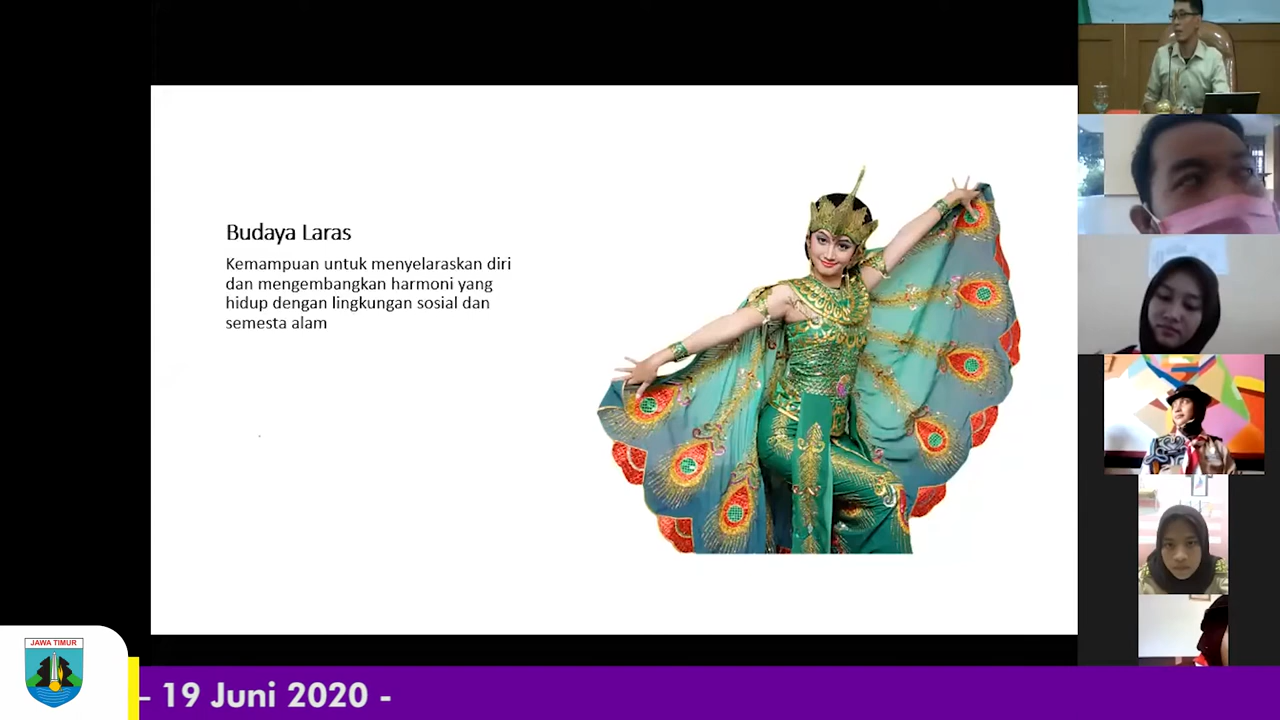 Budaya Laras
Kemampuan untuk menyelaraskan diri
dan mengembangkan harmoni yang
hidup dengan lingkungan sosial dan
semesta alam
JAWA TIMUR
- 19 Juni 2020 -